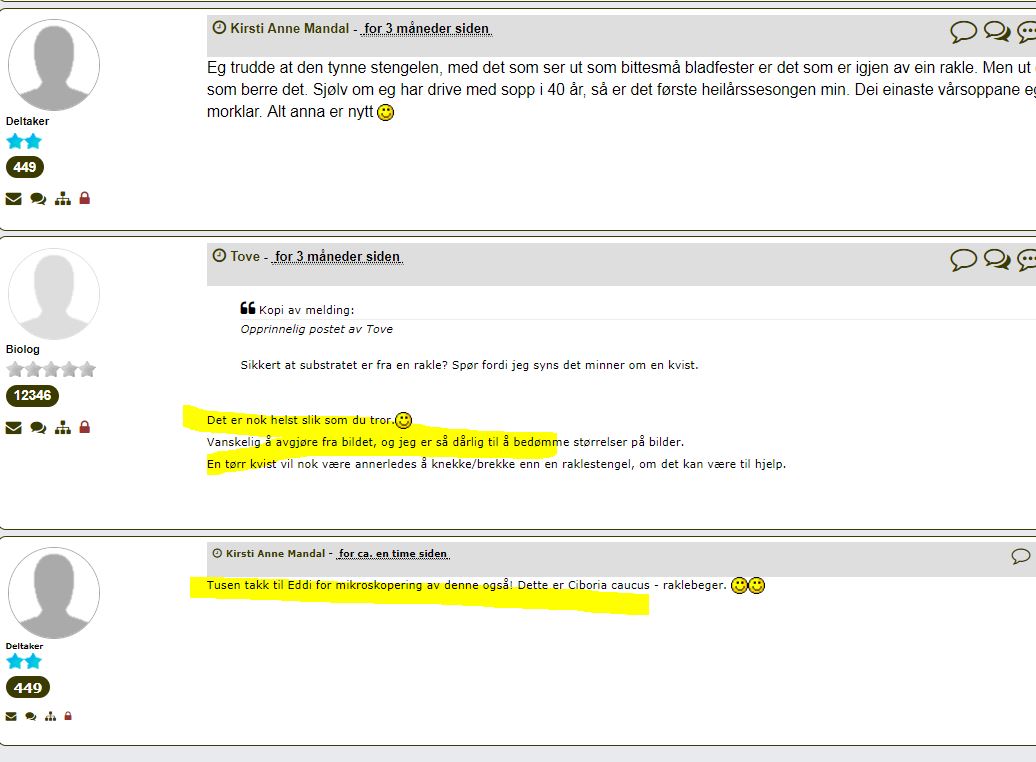 Kirsti Anne Mandal - for 3 måneder siden
Eg trudde at den tynne stengelen, med det som ser ut som bittesmå bladfester er det som er igjen av ein rakle. Men ut
som berre det. Sjølv om eg har drive med sopp i 40 år, så er det første heilårssesongen min. Dei einaste vårsoppane
morklar. Alt anna er nytt
Deltaker
449
Tove - for 3 måneder siden
Kopi av melding:
Opprinnelig postet av Tove
Sikkert at substratet er fra en rakle? Spør fordi jeg syns det minner om en kvist.
Biolog
12346
Det er nok helst slik som du tror.
Vanskelig å avgjøre fra bildet, og jeg er så dårlig til å bedømme størrelser på bilder.
En tørr kvist vil nok være annerledes å knekke/brekke enn en raklestengel, om det kan være til hjelp.
Kirsti Anne Mandal - for ca. en time siden
Tusen takk til Eddi for mikroskopering av denne også! Dette er Ciboria caucus - raklebeger.
Deltaker
449